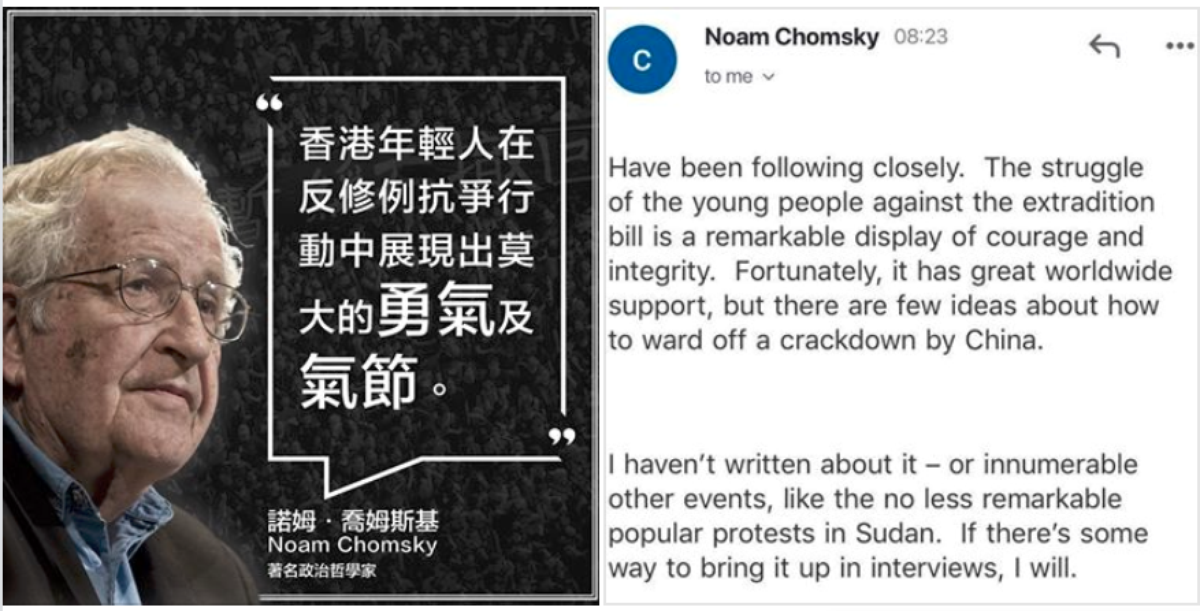 “
香港年輕人在
反修例抗爭行
動中展現出莫
大的勇氣及
氣節。
”
諾姆·喬姆斯基
Noam Chomsky
著名政治哲學家
C
Noam Chomsky 08:23
to me
Have been following closely.  The struggle
of the young people against the extradition
bill is a remarkable display of courage and
integrity.  Fortunately, it has great worldwide
support, but there are few ideas about how
to ward off a crackdown by China.
I haven’t written about it – or innumerable
other events, like the no less remarkable
popular protests in Sudan.  If there’s some
way to bring it up in interviews, I will.